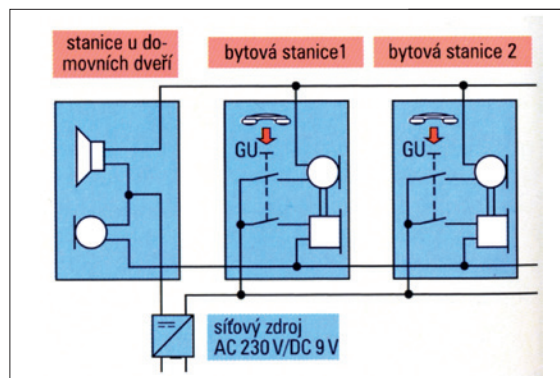 stanice u do-
movních dveří
bytová stanice1
bytová stanice 2
GU
GU
síťový zdroj
AC 230 V/DC 9 V